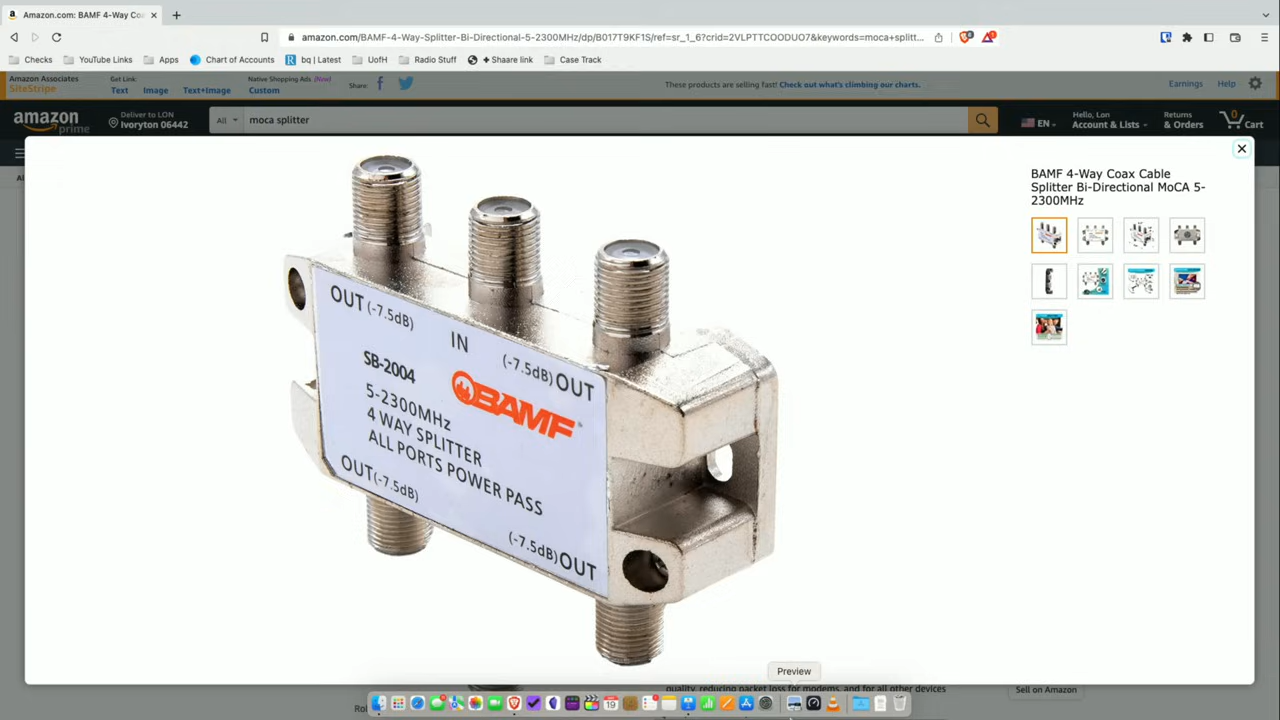 Amazon.com: BAMF 4-Way Coa
amazon.com/BAMF-4-Way-Splitter-Bi-Directional-5-2300MHz/dp/B017T9KF1S/ref=sr_1_6?crid=2VLPTTCOODUO7&keywords=moca+splitt...
Checks
YouTube Links
Apps
Chart of Accounts
bq | Latest
UofH
Radio Stuff
+ Shaare link
Case Track
Amazon Associates
SiteStripe
Get Link:
Text
Image
Text+Image
Native Shopping Ads (New)
Custom
Share:
These products are selling fast! Check out what's climbing our charts.
Earnings
Help
amazon
prime
Deliver to LON
Ivoryton 06442
All
moca splitter
EN
Hello, Lon
Account & Lists
Returns
& Orders
0
Cart
BAMF 4-Way Coax Cable
Splitter Bi-Directional MoCA 5-
2300MHz
OUT (-7.5dB)
IN
(-7.5dB) OUT
SB-2004
BAMF
5-2300MHz
4 WAY SPLITTER
ALL PORTS POWER PASS
OUT (-7.5dB)
(-7.5dB) OUT
Preview
quality, reducing packet loss for modems, and for all other devices
Sell on Amazon
19